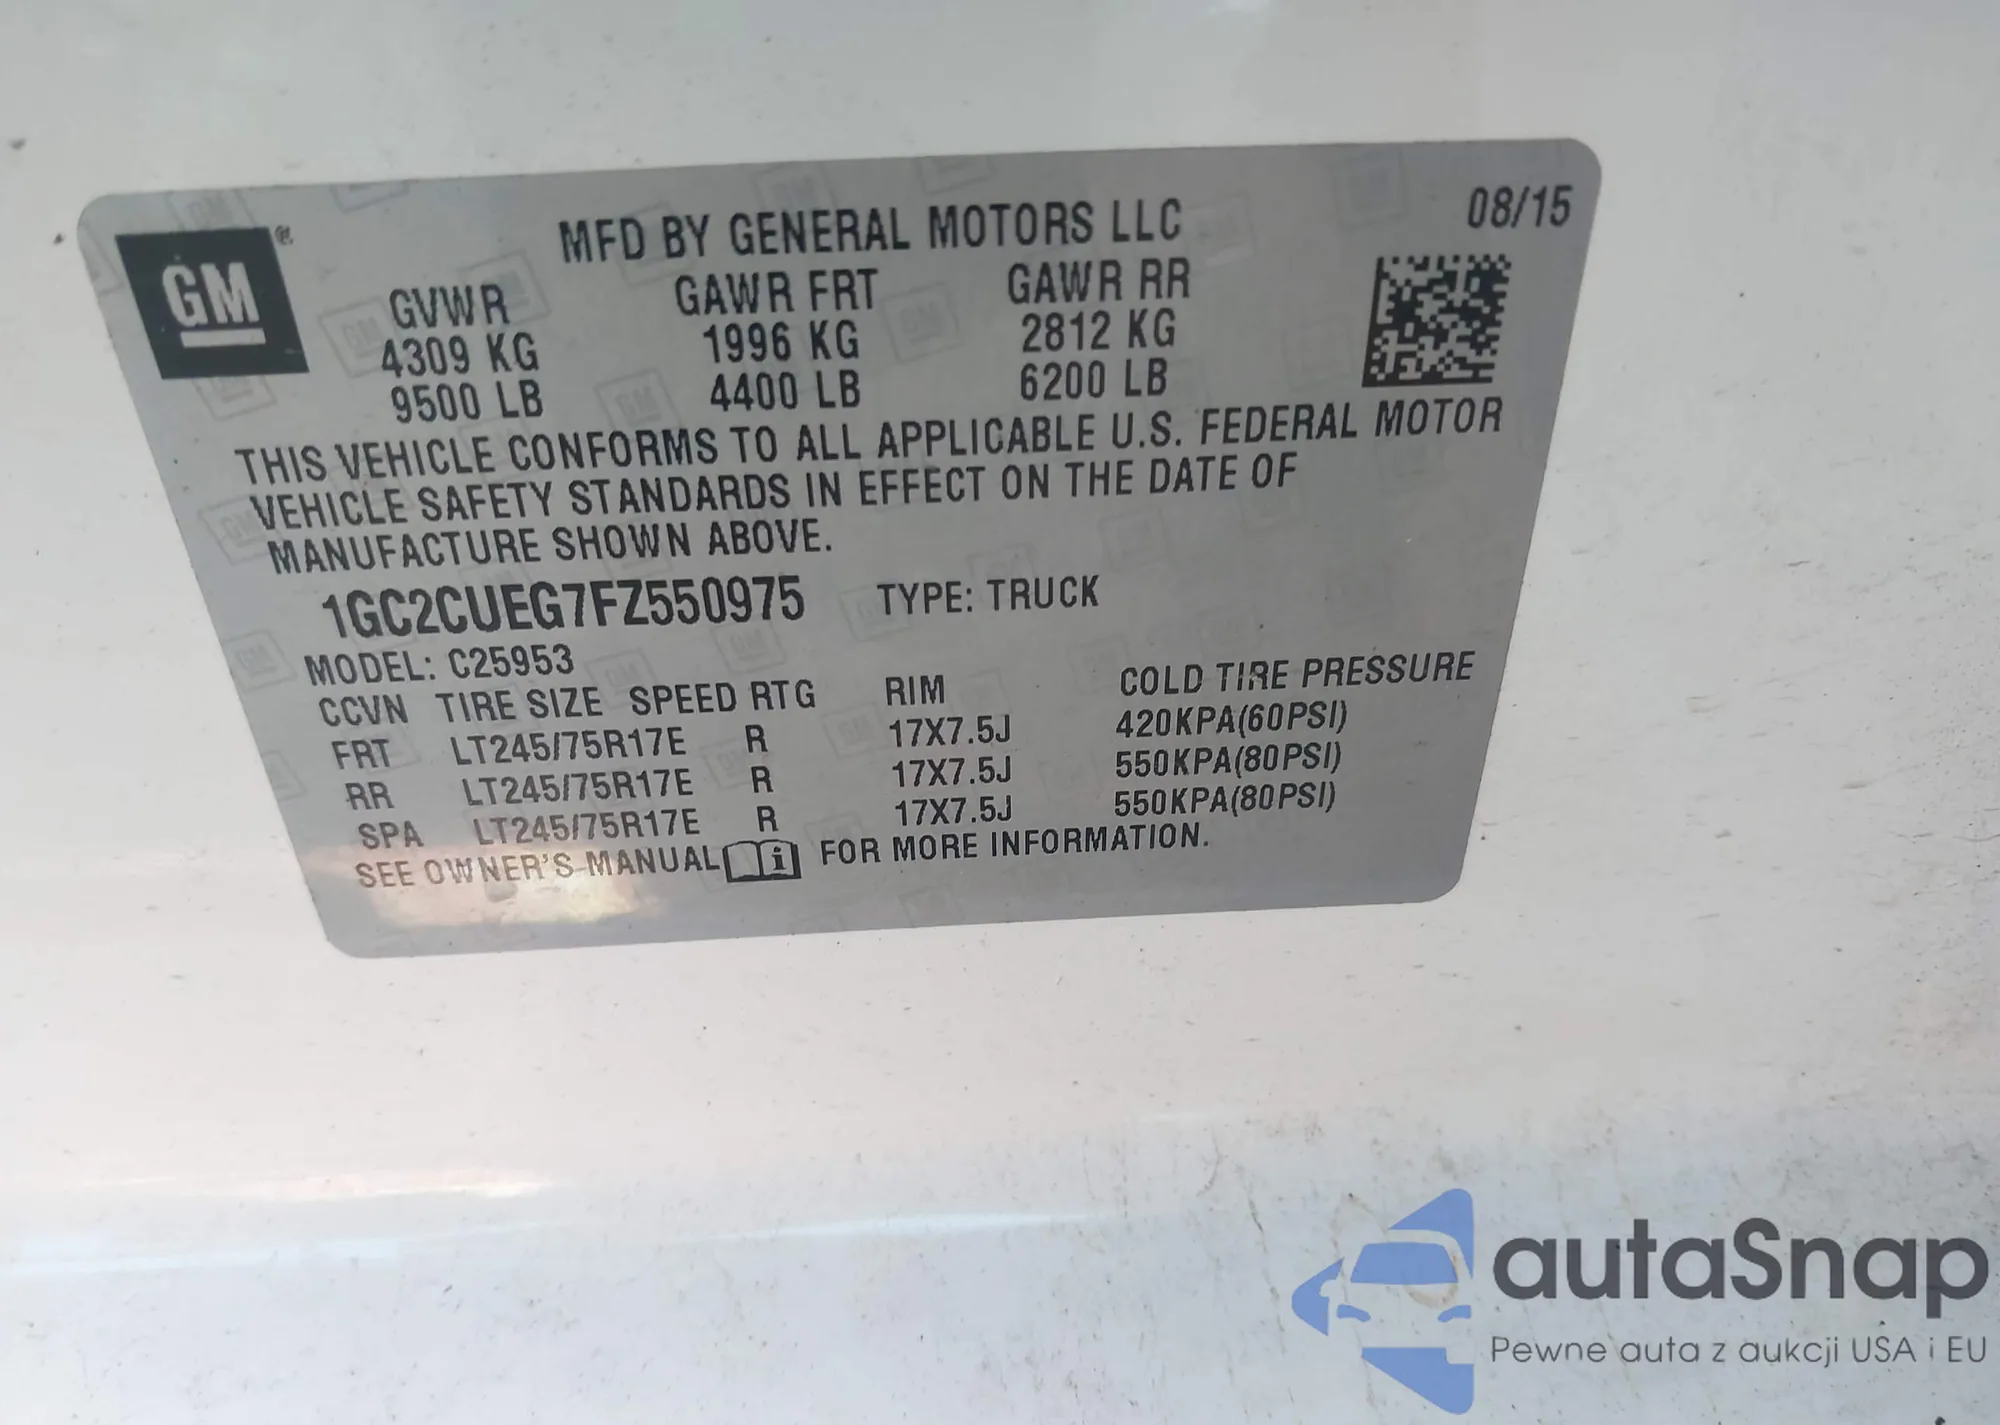 GM
MFD BY GENERAL MOTORS LLC 08/15
GVWR GAWR FRT GAWR RR
4309 KG 1996 KG 2812 KG
9500 LB 4400 LB 6200 LB
THIS VEHICLE CONFORMS TO ALL APPLICABLE U.S. FEDERAL MOTOR
VEHICLE SAFETY STANDARDS IN EFFECT ON THE DATE OF
MANUFACTURE SHOWN ABOVE.
1GC2CUEG7FZ550975 TYPE: TRUCK
MODEL: C25953
CCVN TIRE SIZE SPEED RTG RIM COLD TIRE PRESSURE
FRT LT245/75R17E R 17X7.5J 420KPA(60PSI)
RR LT245/75R17E R 17X7.5J 550KPA(80PSI)
SPA LT245/75R17E R 17X7.5J 550KPA(80PSI)
SEE OWNER'S MANUAL i FOR MORE INFORMATION.
autaSnap
Pewne auta z aukcji USA i EU